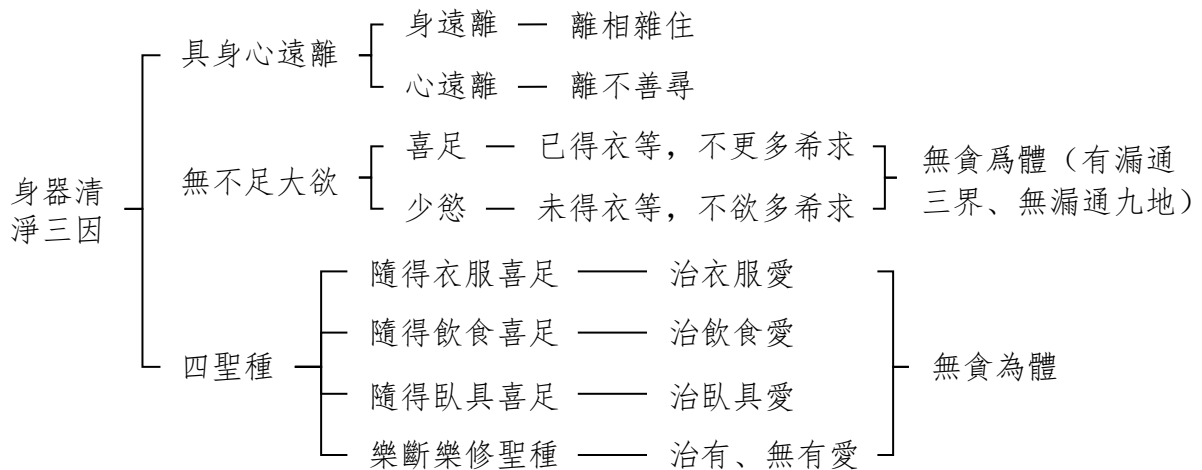 身器清
淨三因
具身心遠離
身遠離 — 離相雜住
心遠離 — 離不善尋
無不足大欲
喜足 — 已得衣等，不更多希求
少慾 — 未得衣等，不欲多希求
無貪爲體（有漏通
三界、無漏通九地）
四聖種
隨得衣服喜足 —— 治衣服愛
隨得飲食喜足 —— 治飲食愛
隨得臥具喜足 —— 治臥具愛
樂斷樂修聖種 —— 治有、無有愛
無貪為體